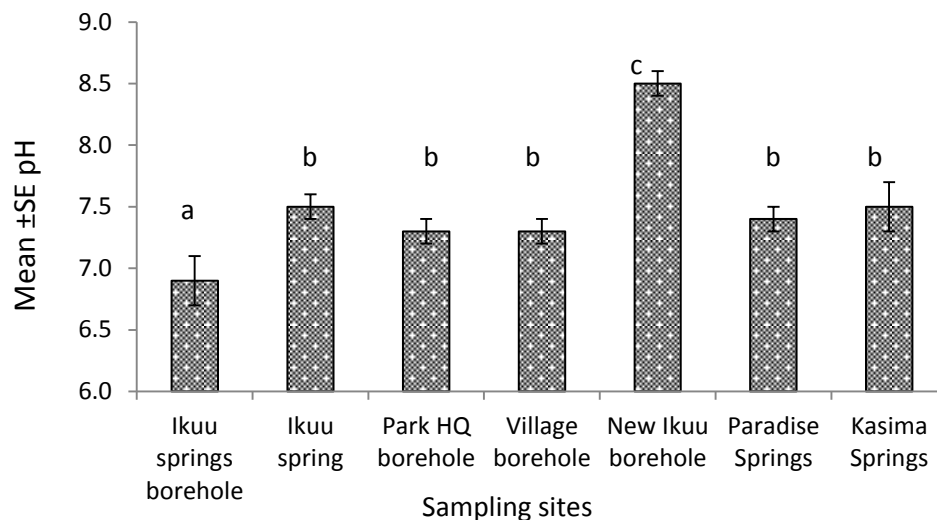 9.0
8.5
8.0
7.5
7.0
6.5
6.0
Mean ±SE pH
a
b
b
b
c
b
b
Ikuu springs borehole
Ikuu spring
Park HQ borehole
Village borehole
New Ikuu borehole
Paradise Springs
Kasima Springs
Sampling sites